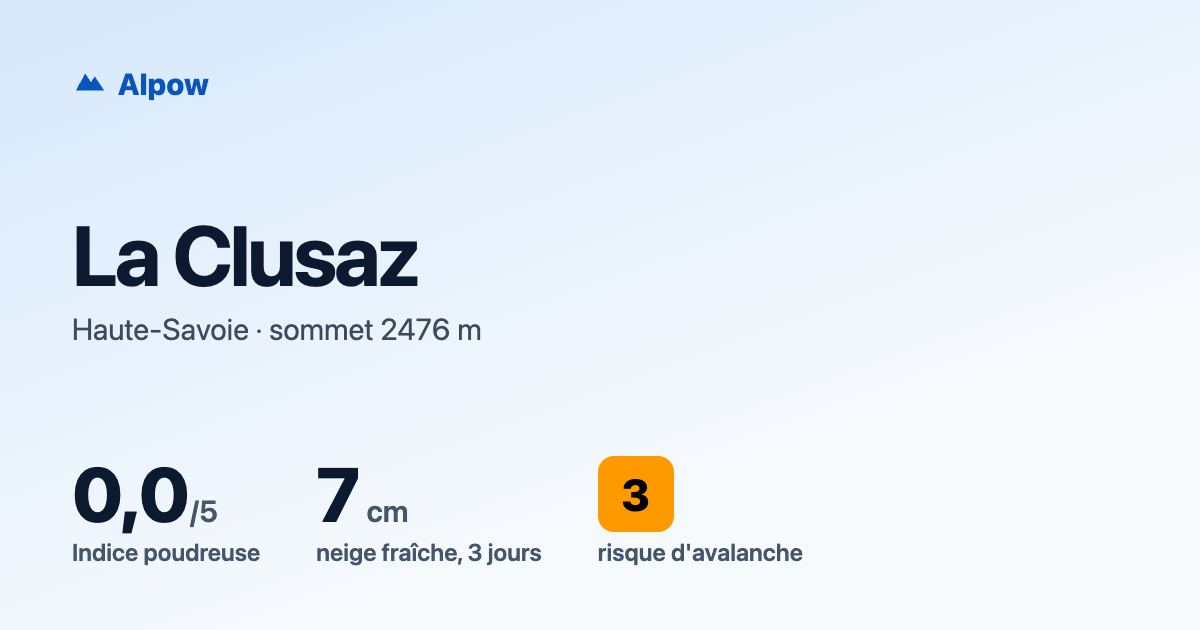 Alpow
La Clusaz
Haute-Savoie · sommet 2476 m
0,0/5 7 cm 3
Indice poudreuse neige fraîche, 3 jours risque d'avalanche